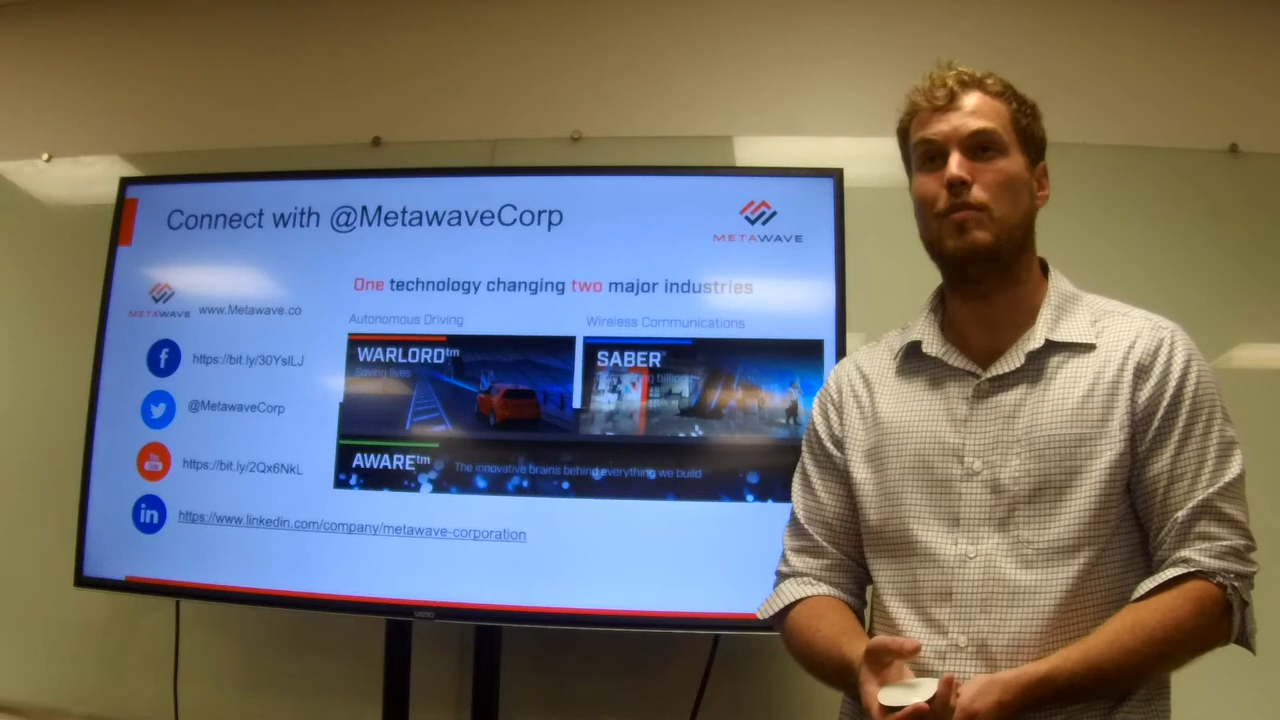 Connect with @MetawaveCorp
METAWAVE
One technology changing two major industries
METAWAVE www.Metawave.co
Autonomous Driving
Wireless Communications
https://bit.ly/30YsILJ
WARLORDtm
Saving lives
SABER
@MetawaveCorp
https://bit.ly/2Qx6NkL
AWAREtm The innovative brains behind everything we build
https://www.linkedin.com/company/metawave-corporation